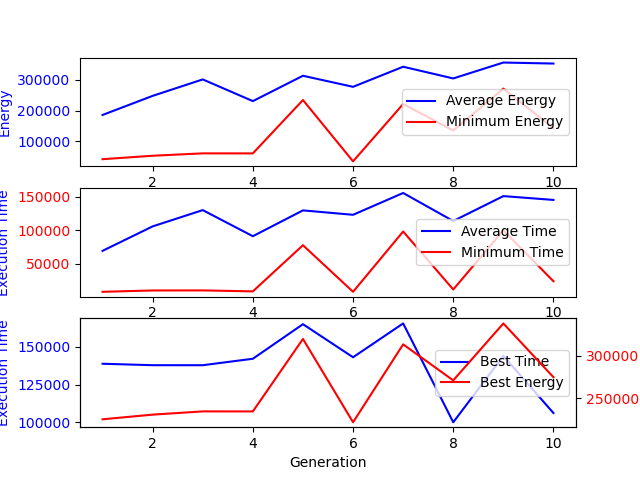 300000
200000
100000
Energy
Average Energy
Minimum Energy
2 4 6 8 10
150000
100000
50000
Execution Time
Average Time
Minimum Time
2 4 6 8 10
150000
125000
100000
Execution Time
Best Time
Best Energy
300000
250000
2 4 6 8 10
Generation